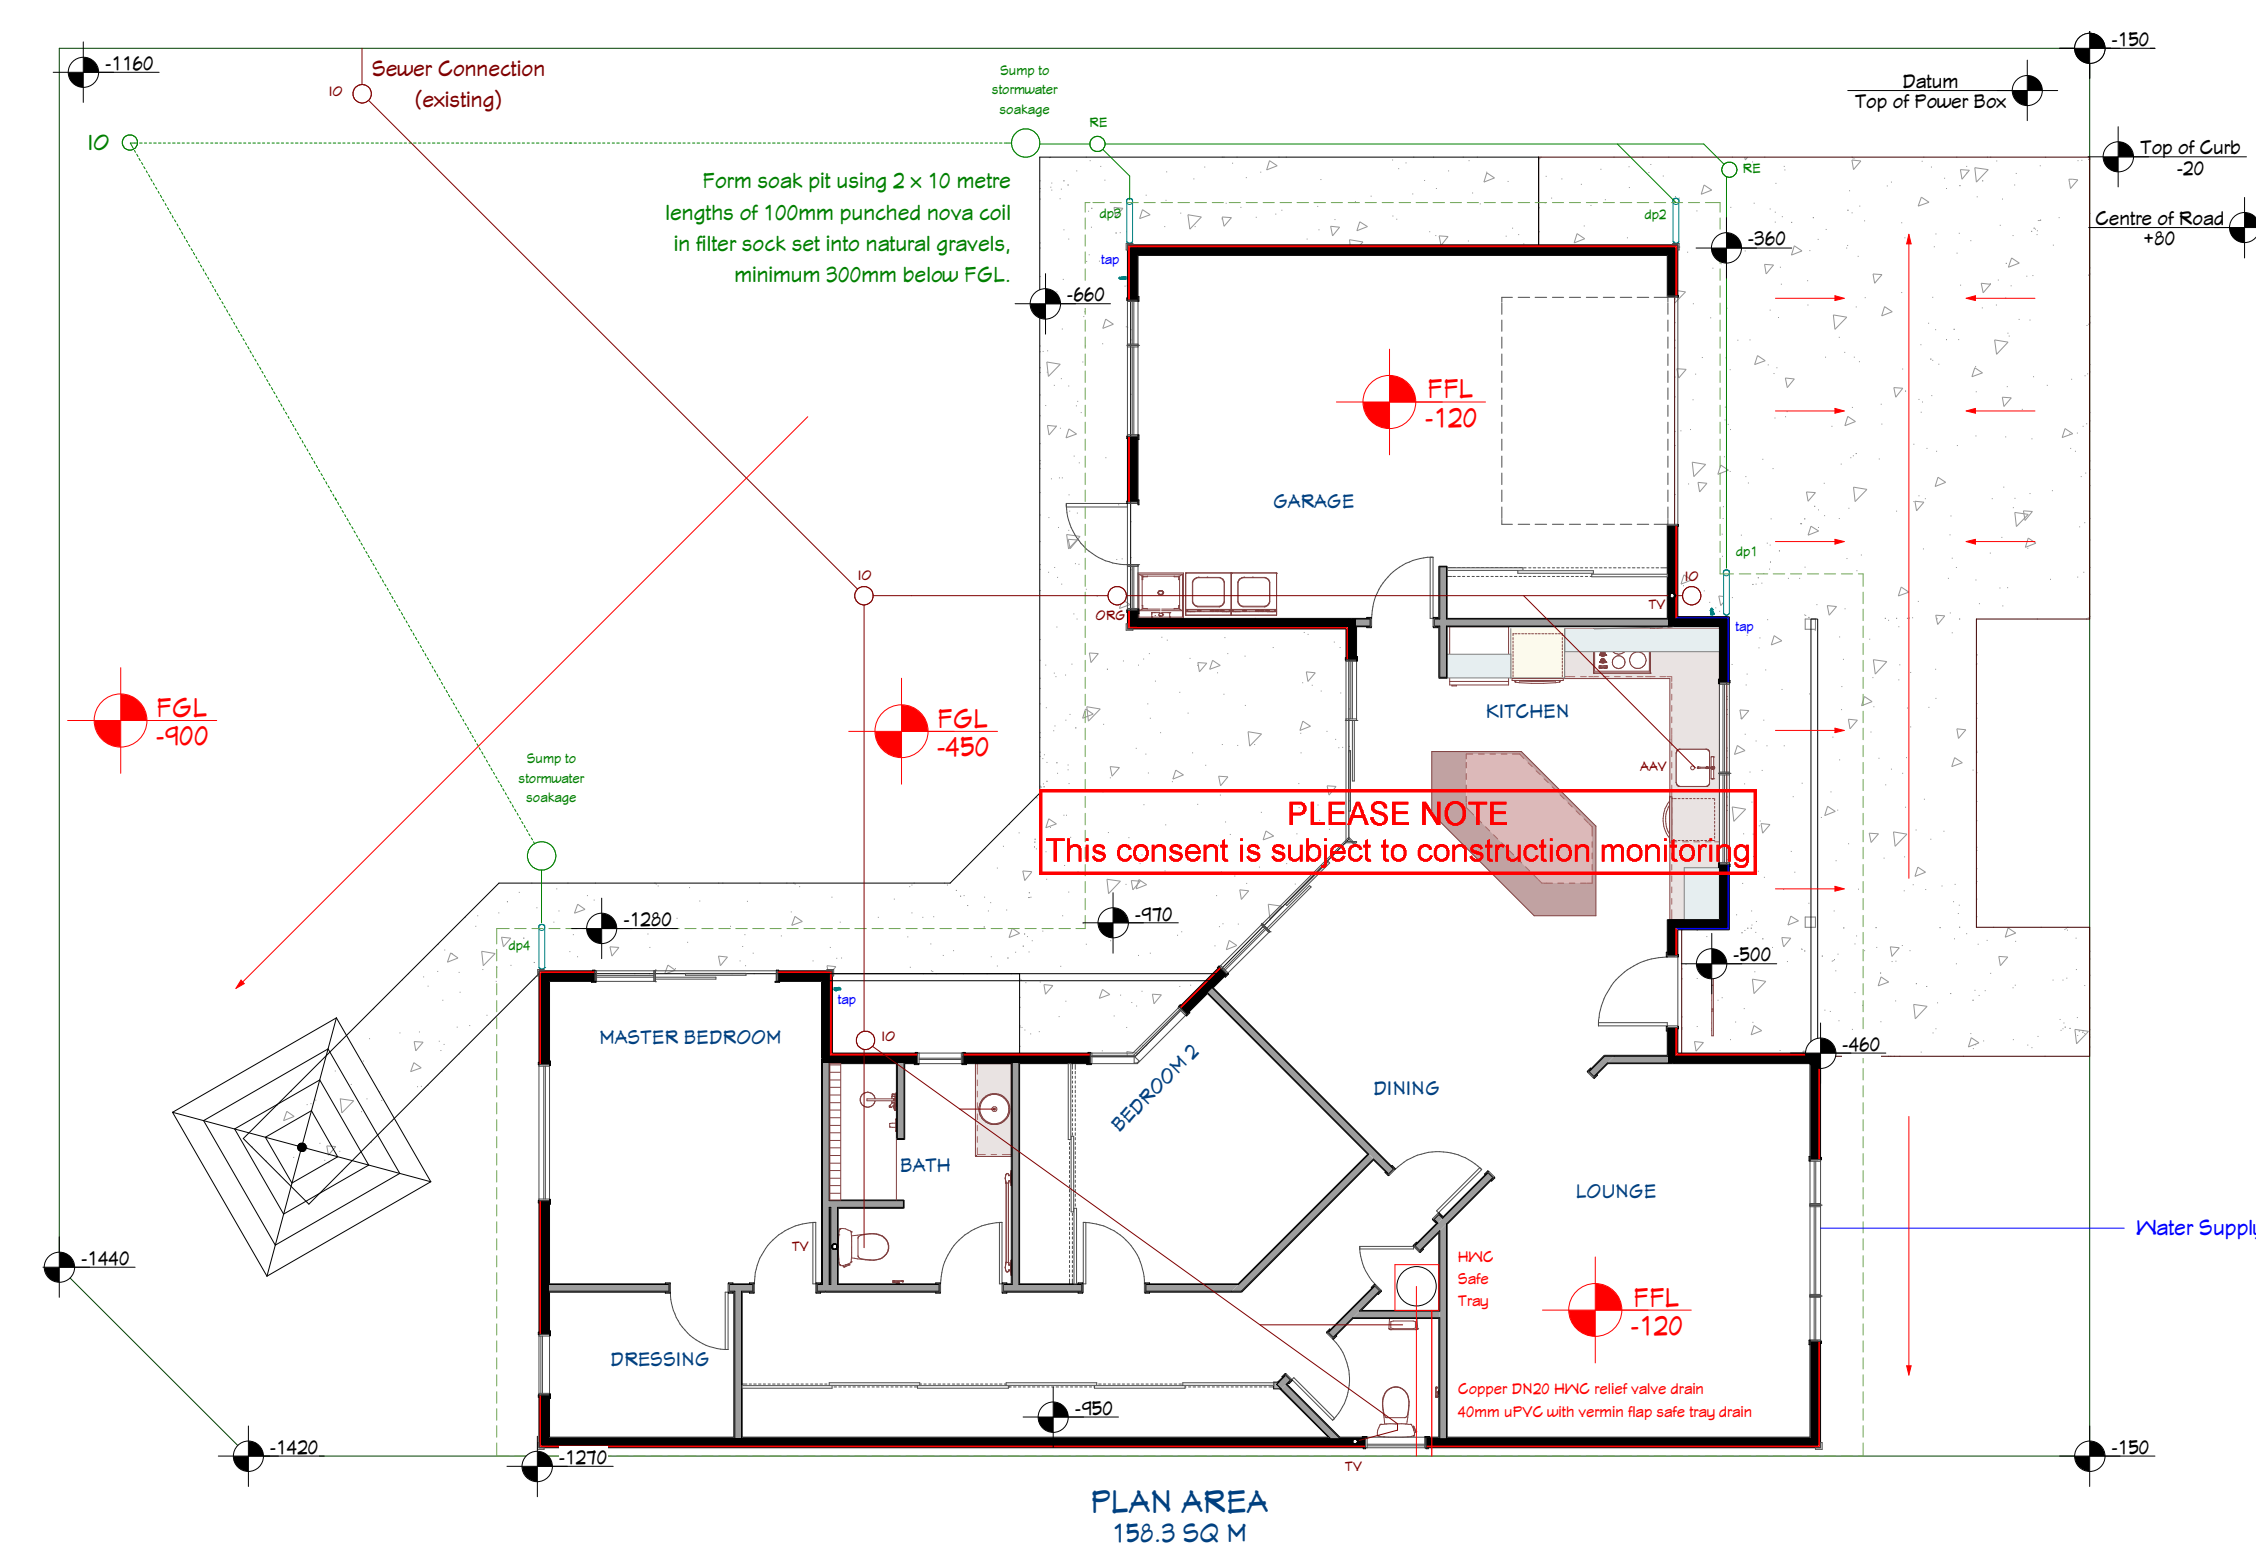 -1160
Sewer Connection
(existing)
10
Sump to
stormwater
soakage
-150
Datum
Top of Power Box
10
RE
RE
Top of Curb
-20
Form soak pit using 2 x 10 metre
lengths of 100mm punched nova coil
in filter sock set into natural gravels,
minimum 300mm below FGL.
dp3
dp2
Centre of Road
+80
-360
tap
-660
FFL
-120
GARAGE
dp1
10
10
ORG
TV
tap
FGL
-900
FGL
-450
KITCHEN
Sump to
stormwater
soakage
AAV
PLEASE NOTE
This consent is subject to construction monitoring
-1280
-970
dp4
-500
tap
MASTER BEDROOM
10
-460
BEDROOM 2
DINING
BATH
LOUNGE
Water Supply
TV
HWC
Safe
Tray
-1440
FFL
-120
DRESSING
Copper DN20 HWC relief valve drain
40mm uPVC with vermin flap safe tray drain
-950
-1420
-1270
-150
TV
PLAN AREA
158.3 SQ M